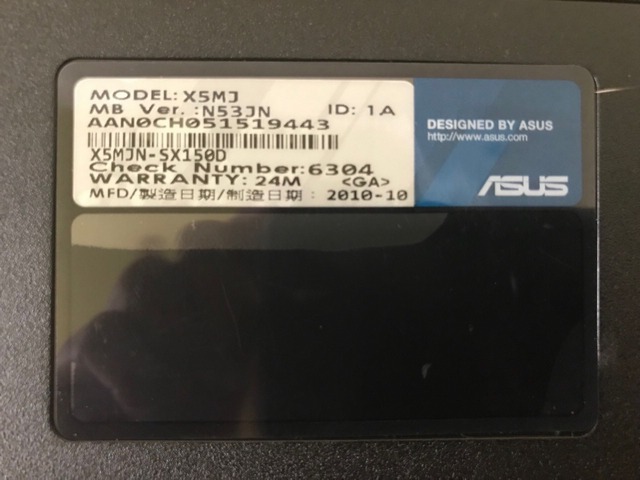 MODEL: X5MJ
MB Ver. :N53JN ID: 1A
AAN0CH051519443
X5MJN-SX150D
Check Number:6304
WARRANTY: 24M <GA>
MFD/製造日期/制造日期: 2010-10
DESIGNED BY ASUS
http://www.asus.com
ASUS